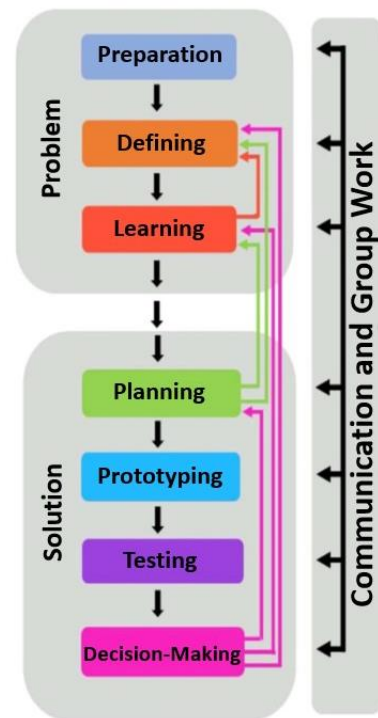 Problem
Preparation
Defining
Learning
Solution
Planning
Prototyping
Testing
Decision-Making
Communication and Group Work